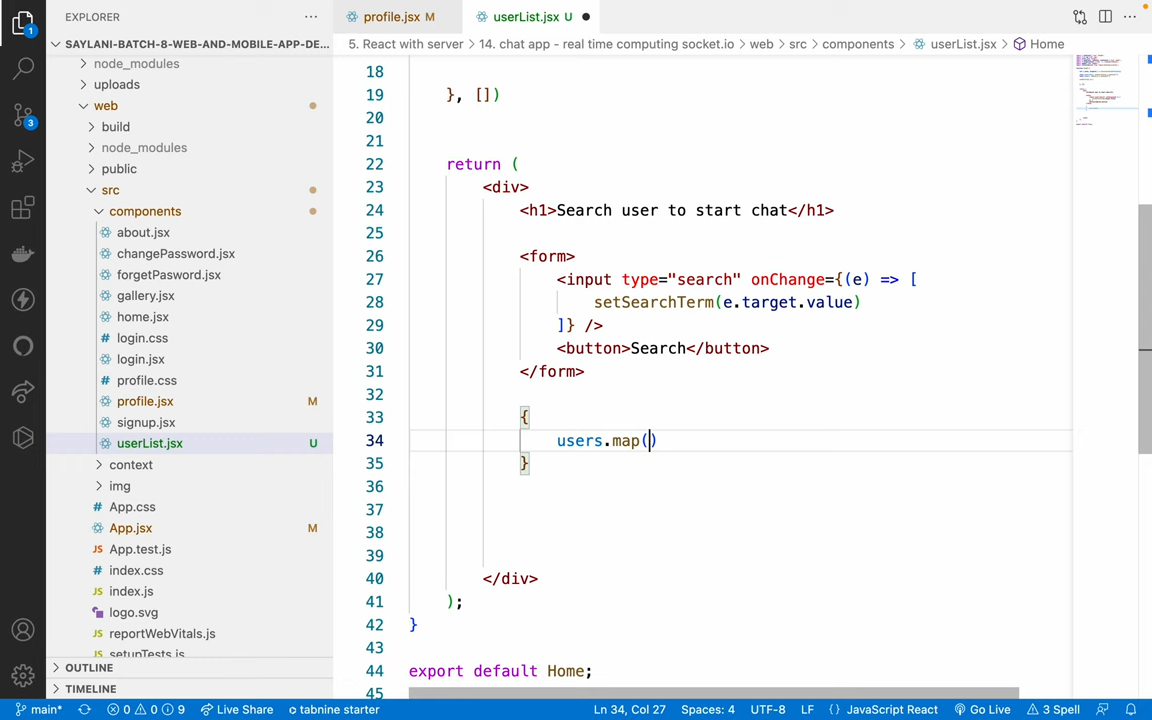 EXPLORER
profile.jsx M
userList.jsx U
SAYLANI-BATCH-8-WEB-AND-MOBILE-APP-DE...
5. React with server > 14. chat app - real time computing socket.io > web > src > components > userList.jsx > Home
node_modules
uploads
web
build
node_modules
public
src
components
about.jsx
changePassword.jsx
forgetPasword.jsx
gallery.jsx
home.jsx
login.css
login.jsx
profile.css
profile.jsx M
signup.jsx
userList.jsx U
context
img
App.css
App.jsx M
App.test.js
index.css
index.js
logo.svg
reportWebVitals.js
setupTests.js
OUTLINE
TIMELINE
18
19 }, [])
20
21
22 return (
23 <div>
24 <h1>Search user to start chat</h1>
25
26 <form>
27 <input type="search" onChange={(e) => [
28 setSearchTerm(e.target.value)
29 ]} />
30 <button>Search</button>
31 </form>
32
33 {
34 users.map()
35 }
36
37
38
39
40 </div>
41 );
42 }
43
44 export default Home;
45
1
3
main* 0 0 9 Live Share tabnine starter Ln 34, Col 27 Spaces: 4 UTF-8 LF {} JavaScript React Go Live 3 Spell